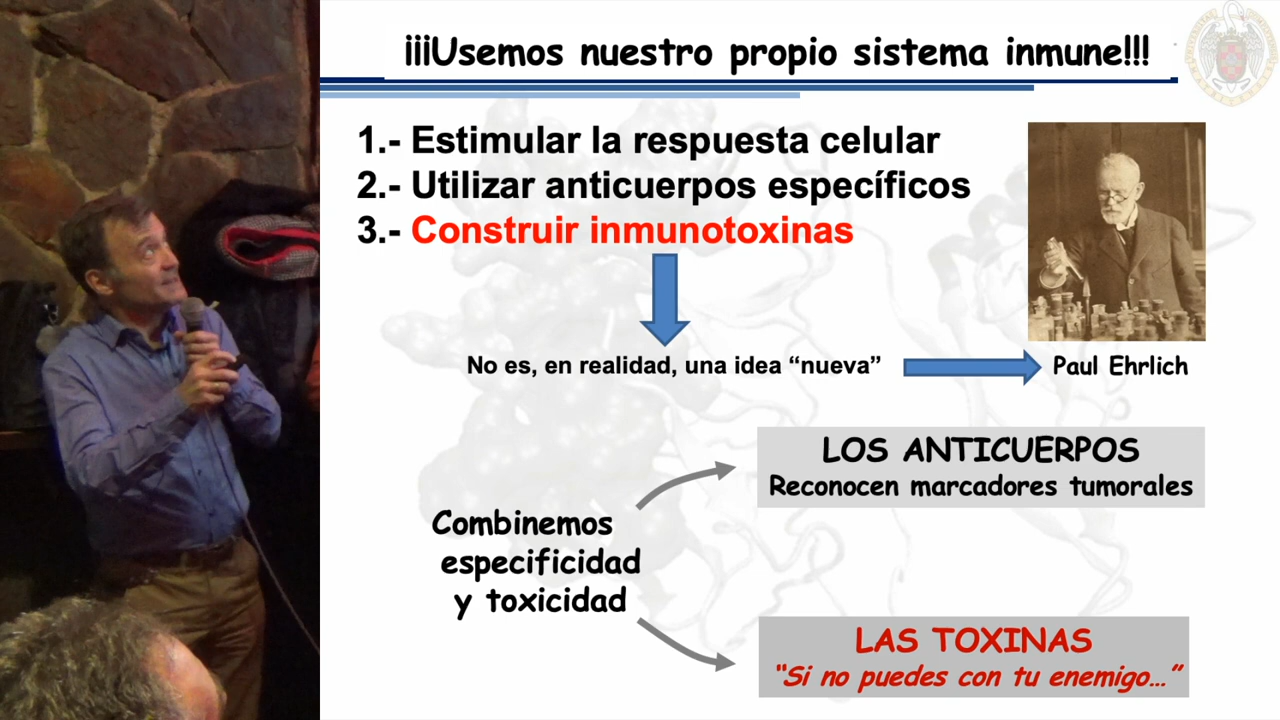 ¡¡¡Usemos nuestro propio sistema inmune!!!
1.- Estimular la respuesta celular
2.- Utilizar anticuerpos específicos
3.- Construir inmunotoxinas
No es, en realidad, una idea “nueva”
Paul Ehrlich
LOS ANTICUERPOS
Reconocen marcadores tumorales
Combinemos
especificidad
y toxicidad
LAS TOXINAS
“Si no puedes con tu enemigo…”